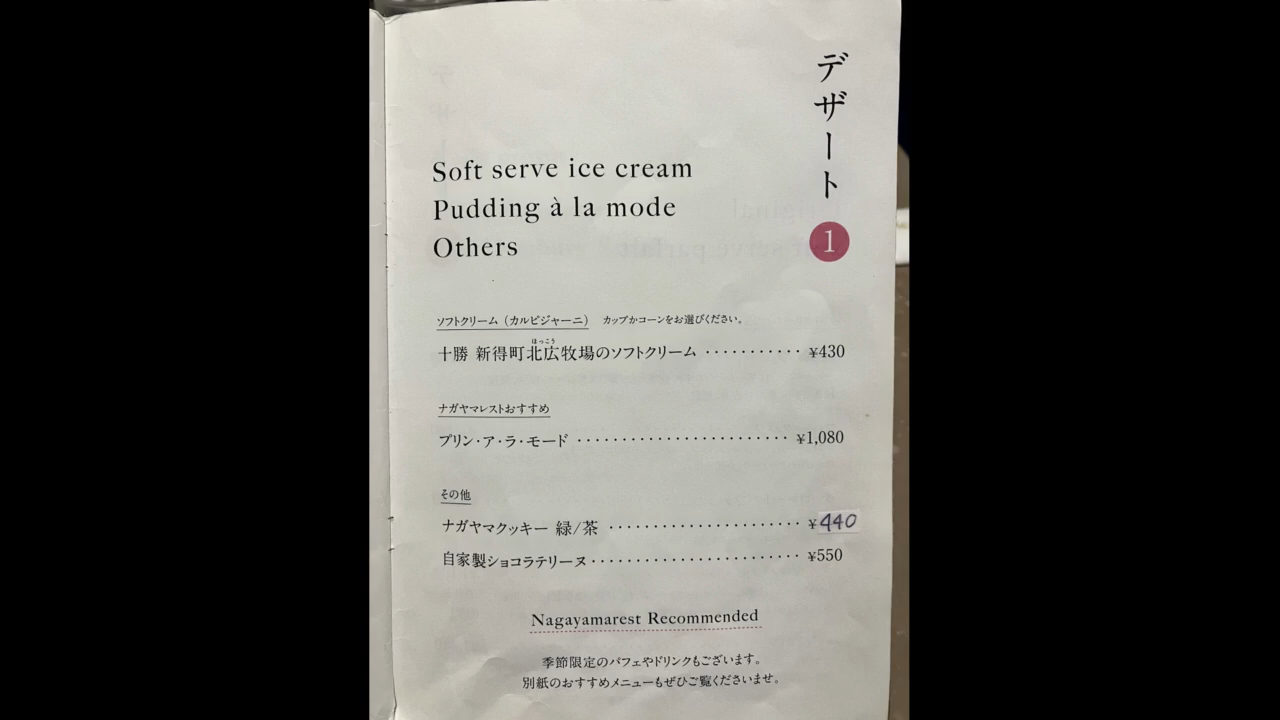 デザート
1
Soft serve ice cream
Pudding à la mode
Others
ソフトクリーム（カルピジャーニ） カップかコーンをお選びください。
ほっこう
十勝 新得町北広牧場のソフトクリーム ··········· ¥430
ナガヤマレストおすすめ
プリン・ア・ラ・モード ························ ¥1,080
その他
ナガヤマクッキー 緑/茶 ······················ ¥440
自家製ショコラテリーヌ ························ ¥550
Nagayamarest Recommended
季節限定のパフェやドリンクもございます。
別紙のおすすめメニューもぜひご覧くださいませ。